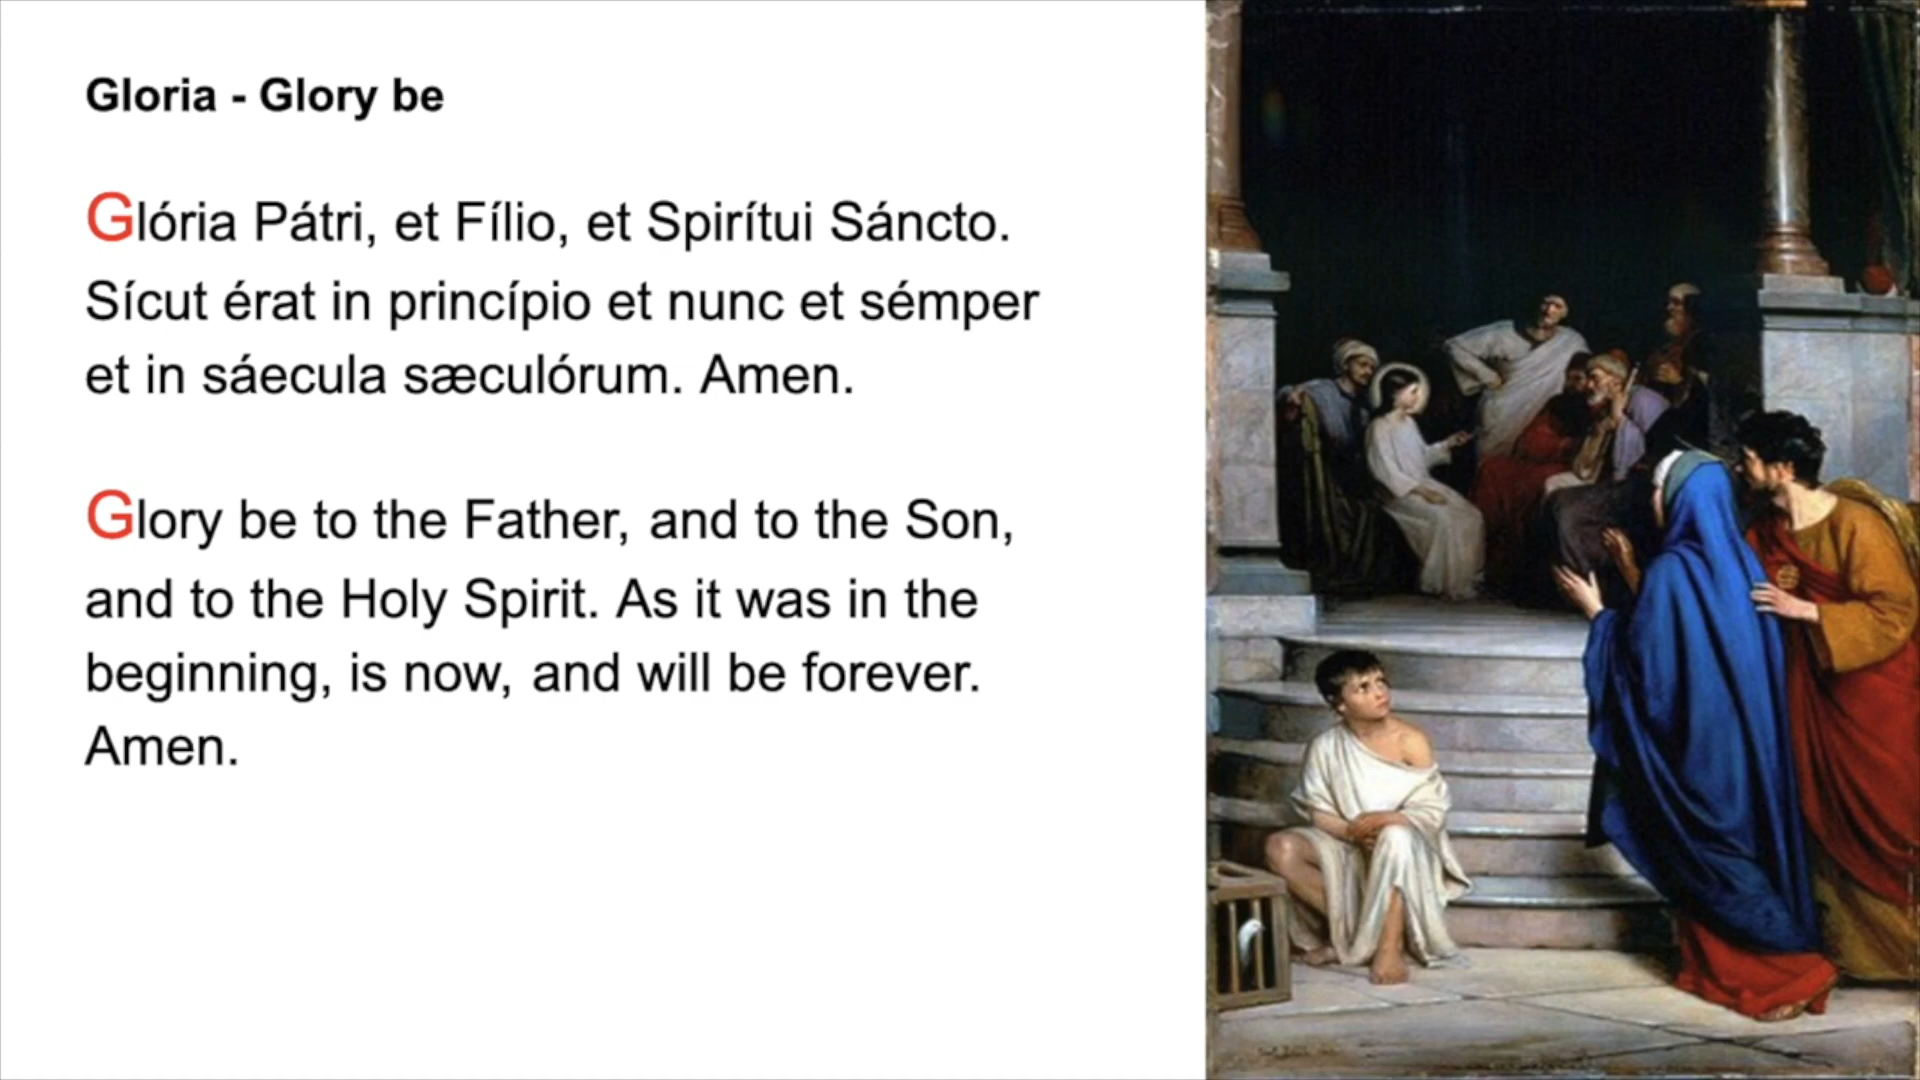 Gloria - Glory be
Glória Pátri, et Fílio, et Spirítui Sáncto.
Sícut érat in princípio et nunc et sémper
et in sáecula sæculórum. Amen.
Glory be to the Father, and to the Son,
and to the Holy Spirit. As it was in the
beginning, is now, and will be forever.
Amen.